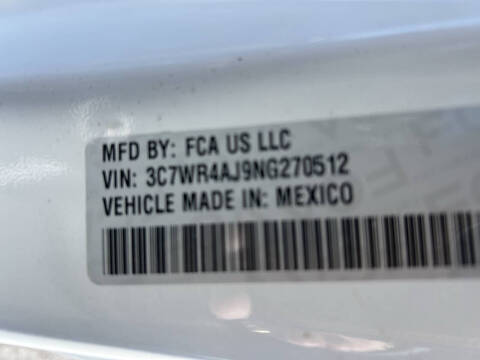 MFD BY: FCA US LLC
VIN: 3C7WR4AJ9NG270512
VEHICLE MADE IN: MEXICO